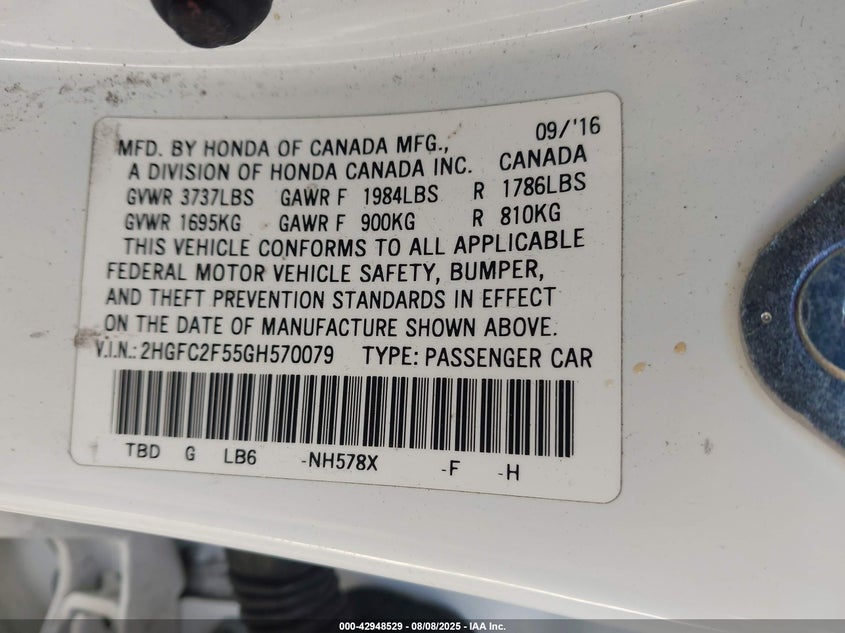 09/'16
MFD. BY HONDA OF CANADA MFG.,
A DIVISION OF HONDA CANADA INC. CANADA
GVWR 3737LBS GAWR F 1984LBS R 1786LBS
GVWR 1695KG GAWR F 900KG R 810KG
THIS VEHICLE CONFORMS TO ALL APPLICABLE
FEDERAL MOTOR VEHICLE SAFETY, BUMPER,
AND THEFT PREVENTION STANDARDS IN EFFECT
ON THE DATE OF MANUFACTURE SHOWN ABOVE.
V.I.N.: 2HGFC2F55GH570079 TYPE: PASSENGER CAR
TBD G LB6 -NH578X -F -H
000-42948529 | 08/08/2025 | IAA Inc.